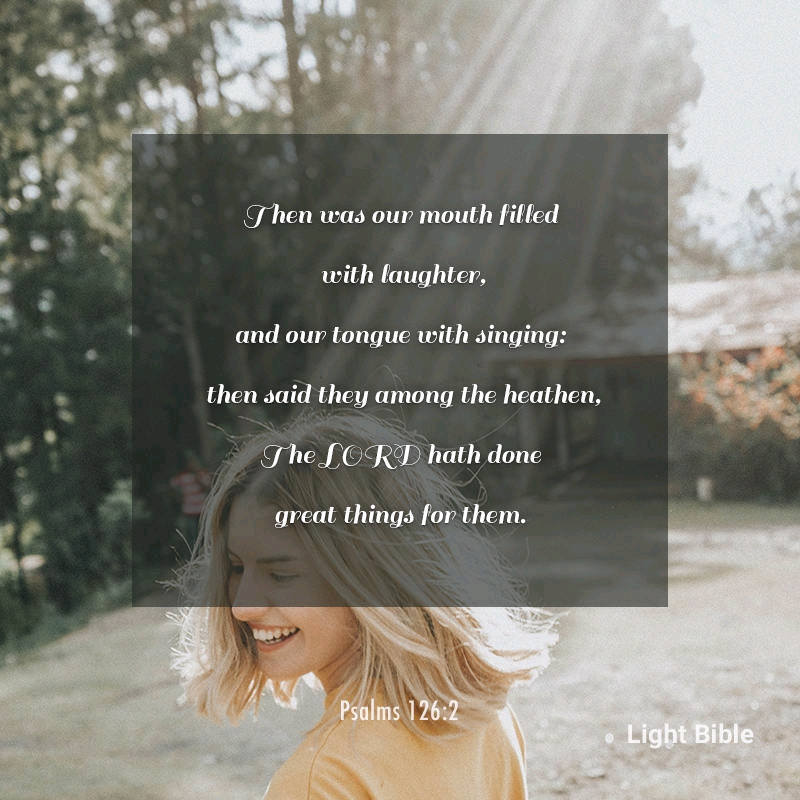 Then was our mouth filled
with laughter,
and our tongue with singing:
then said they among the heathen,
The LORD hath done
great things for them.
Psalms 126:2
Light Bible